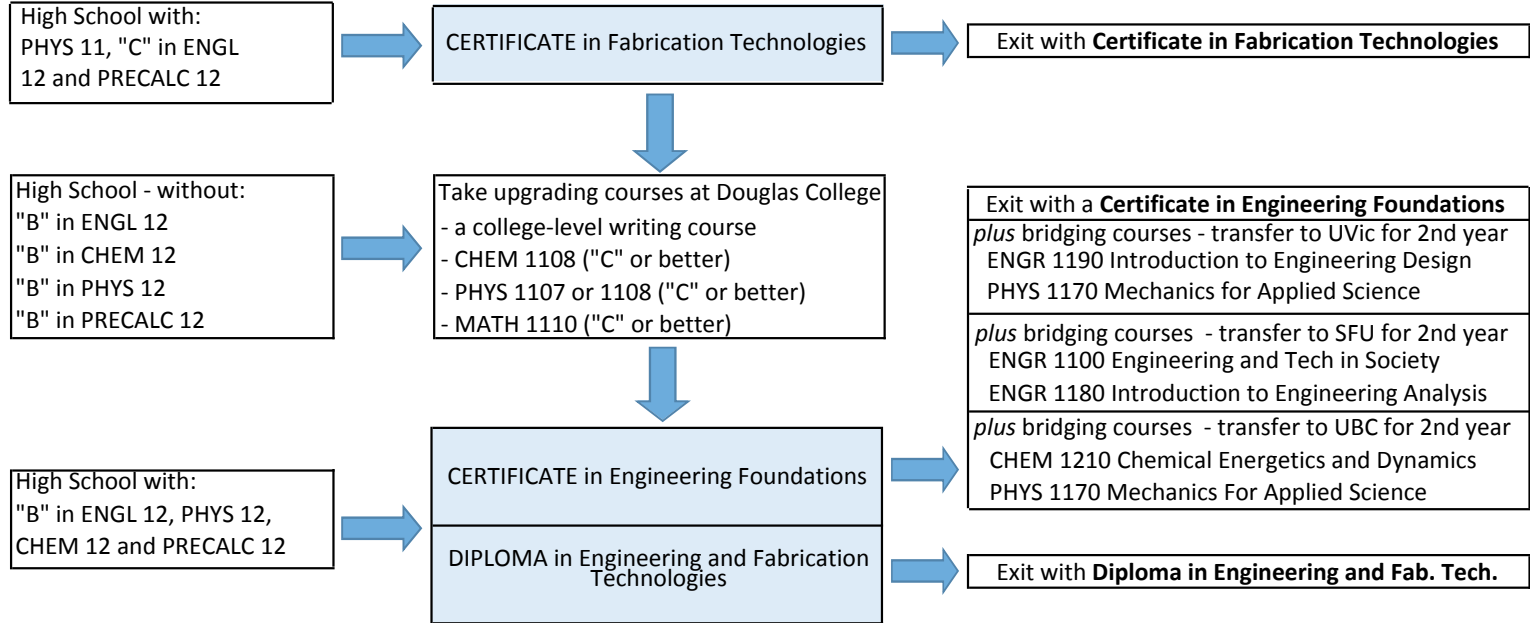 High School with:
PHYS 11, "C" in ENGL
12 and PRECALC 12
CERTIFICATE in Fabrication Technologies
Exit with Certificate in Fabrication Technologies
High School - without:
"B" in ENGL 12
"B" in CHEM 12
"B" in PHYS 12
"B" in PRECALC 12
Take upgrading courses at Douglas College
- a college-level writing course
- CHEM 1108 ("C" or better)
- PHYS 1107 or 1108 ("C" or better)
- MATH 1110 ("C" or better)
Exit with a Certificate in Engineering Foundations
plus bridging courses - transfer to UVic for 2nd year
ENGR 1190 Introduction to Engineering Design
PHYS 1170 Mechanics for Applied Science
plus bridging courses  - transfer to SFU for 2nd year
ENGR 1100 Engineering and Tech in Society
ENGR 1180 Introduction to Engineering Analysis
plus bridging courses  - transfer to UBC for 2nd year
CHEM 1210 Chemical Energetics and Dynamics
PHYS 1170 Mechanics For Applied Science
High School with:
"B" in ENGL 12, PHYS 12,
CHEM 12 and PRECALC 12
CERTIFICATE in Engineering Foundations
DIPLOMA in Engineering and Fabrication
Technologies
Exit with Diploma in Engineering and Fab. Tech.